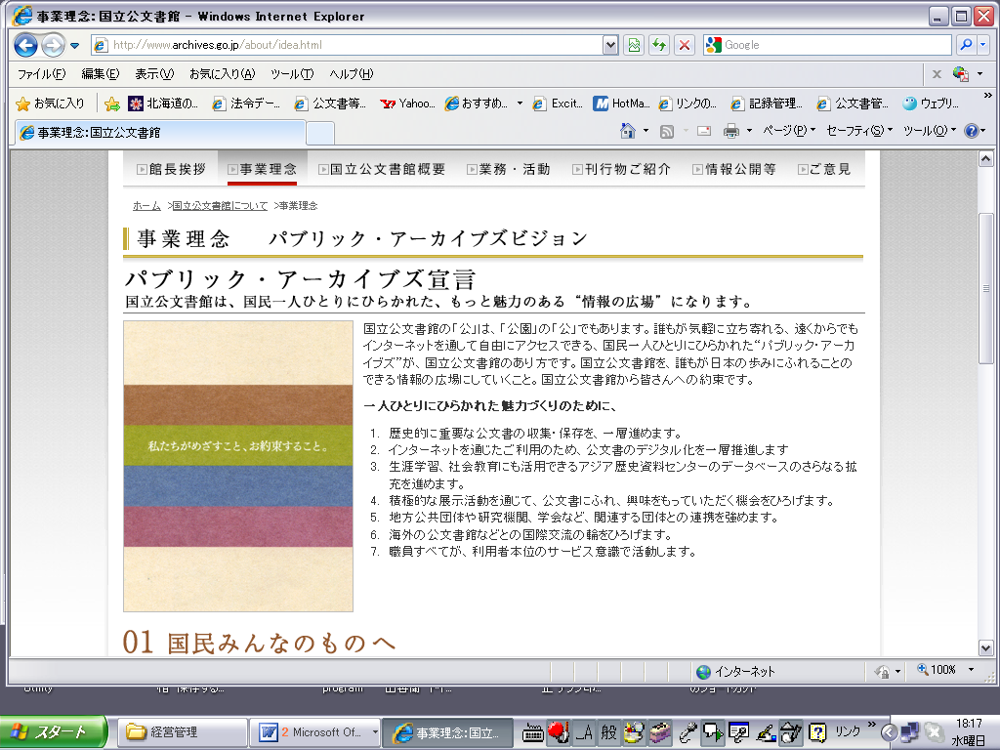 事業理念:国立公文書館 - Windows Internet Explorer
http://www.archives.go.jp/about/idea.html
Google
ファイル(F) 編集(E) 表示(V) お気に入り(A) ツール(T) ヘルプ(H)
お気に入り 北海道の... 法令デー... 公文書等... Yahoo... おすすめ... Excit... HotMa... リンクの... 記録管理... 公文書管... ウェブリ...
事業理念:国立公文書館
ページ(P) セーフティ(S) ツール(O)
館長挨拶 事業理念 国立公文書館概要 業務・活動 刊行物ご紹介 情報公開等 ご意見
ホーム >国立公文書館について >事業理念
事業理念 パブリック・アーカイブズビジョン
パブリック・アーカイブズ宣言
国立公文書館は、国民一人ひとりにひらかれた、もっと魅力のある“情報の広場”になります。
国立公文書館の「公」は、「公園」の「公」でもあります。誰もが気軽に立ち寄れる、遠くからでも
インターネットを通して自由にアクセスできる、国民一人ひとりにひらかれた“パブリック・アーカ
イブズ”が、国立公文書館のあり方です。国立公文書館を、誰もが日本の歩みにふれることの
できる情報の広場にしていくこと。国立公文書館から皆さんへの約束です。
一人ひとりにひらかれた魅力づくりのために、
1. 歴史的に重要な公文書の収集・保存を、一層進めます。
2. インターネットを通じたご利用のため、公文書のデジタル化を一層推進します
3. 生涯学習、社会教育にも活用できるアジア歴史資料センターのデータベースのさらなる拡
充を進めます。
4. 積極的な展示活動を通じて、公文書にふれ、興味をもっていただく機会をひろげます。
5. 地方公共団体や研究機関、学会など、関連する団体との連携を強めます。
6. 海外の公文書館などとの国際交流の輪をひろげます。
7. 職員すべてが、利用者本位のサービス意識で活動します。
私たちがめざすこと、お約束すること。
01 国民みんなのものへ
インターネット
100%
スタート 経営管理 2 Microsoft Of... 事業理念:国立... A 般 リンク 18:17
水曜日